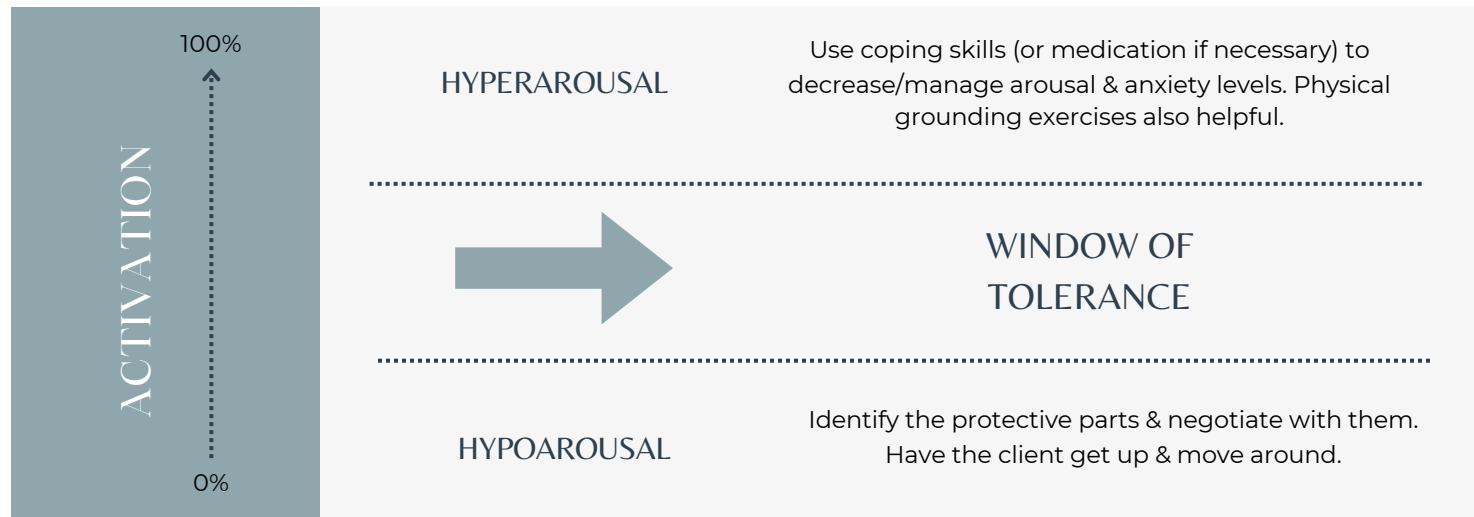 100%
ACTIVATION
0%
HYPERAROUSAL
Use coping skills (or medication if necessary) to
decrease/manage arousal & anxiety levels. Physical
grounding exercises also helpful.
WINDOW OF
TOLERANCE
HYPOAROUSAL
Identify the protective parts & negotiate with them.
Have the client get up & move around.